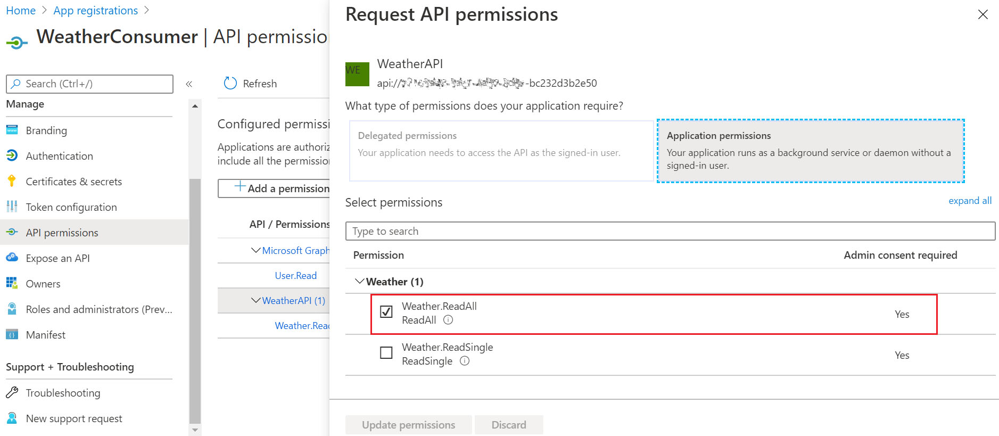 Home > App registrations >
WeatherConsumer | API permissio
Search (Ctrl+/)
«
Manage
Branding
Authentication
Certificates & secrets
Token configuration
API permissions
Expose an API
Owners
Roles and administrators (Prev...
Manifest
Support + Troubleshooting
Troubleshooting
New support request
Refresh
Configured permissi
Applications are authoriz
include all the permission
Add a permission
API / Permissions
Microsoft Graph
User.Read
WeatherAPI (1)
Weather.Read
Request API permissions
WE
WeatherAPI
api:// -bc232d3b2e50
What type of permissions does your application require?
Delegated permissions
Your application needs to access the API as the signed-in user.
Application permissions
Your application runs as a background service or daemon without a
signed-in user.
Select permissions
expand all
Type to search
Permission
Admin consent required
Weather (1)
Weather.ReadAll
ReadAll
Yes
Weather.ReadSingle
ReadSingle
Yes
Update permissions
Discard